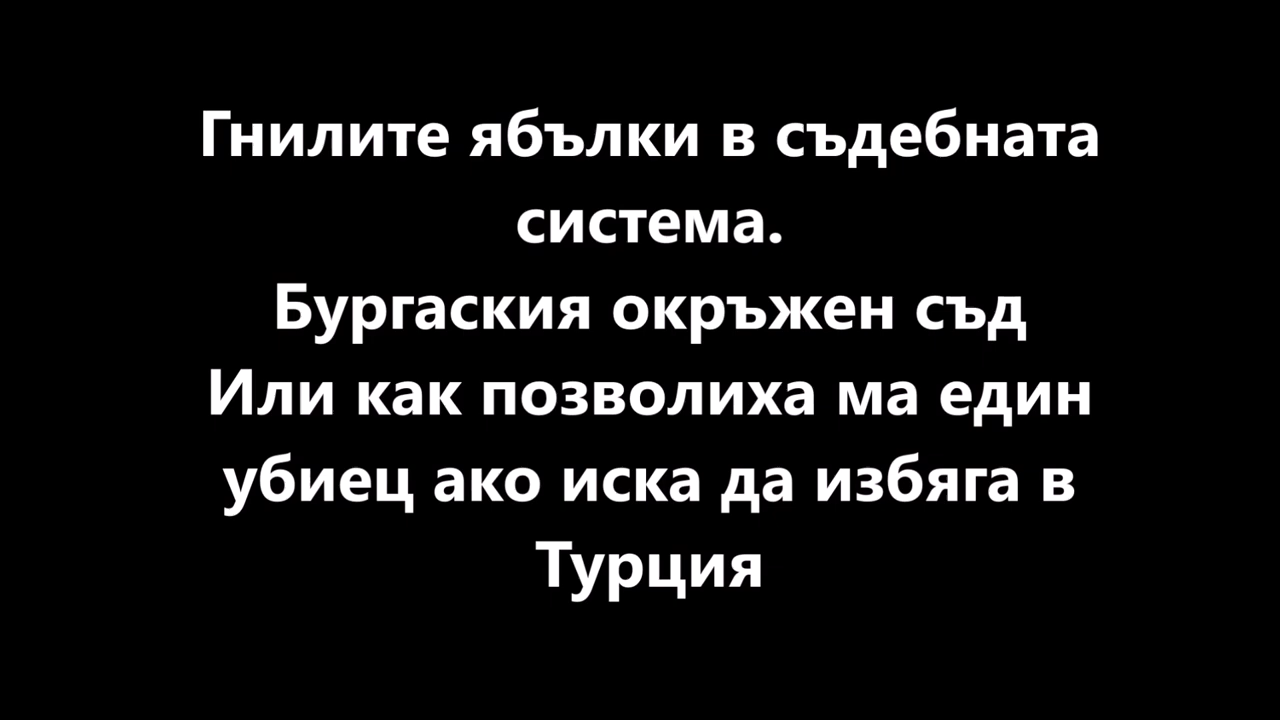 Гнилите ябълки в съдебната
система.
Бургаския окръжен съд
Или как позволиха ма един
убиец ако иска да избяга в
Турция